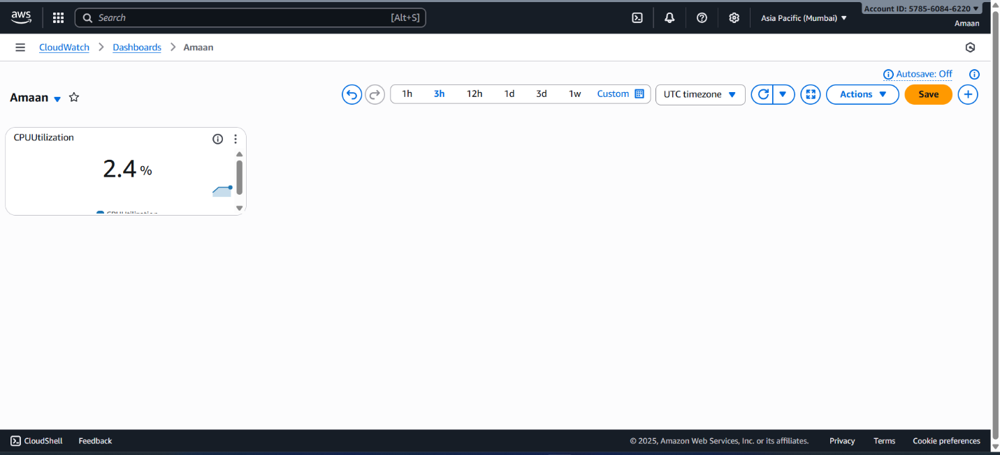 aws
Search [Alt+S]
Asia Pacific (Mumbai)
Account ID: 5785-6084-6220
Amaan
CloudWatch Dashboards Amaan
Autosave: Off
Amaan
1h 3h 12h 1d 3d 1w Custom
UTC timezone
Actions
Save
CPUUtilization
2.4 %
CPUUtilization
CloudShell Feedback
© 2025, Amazon Web Services, Inc. or its affiliates. Privacy Terms Cookie preferences